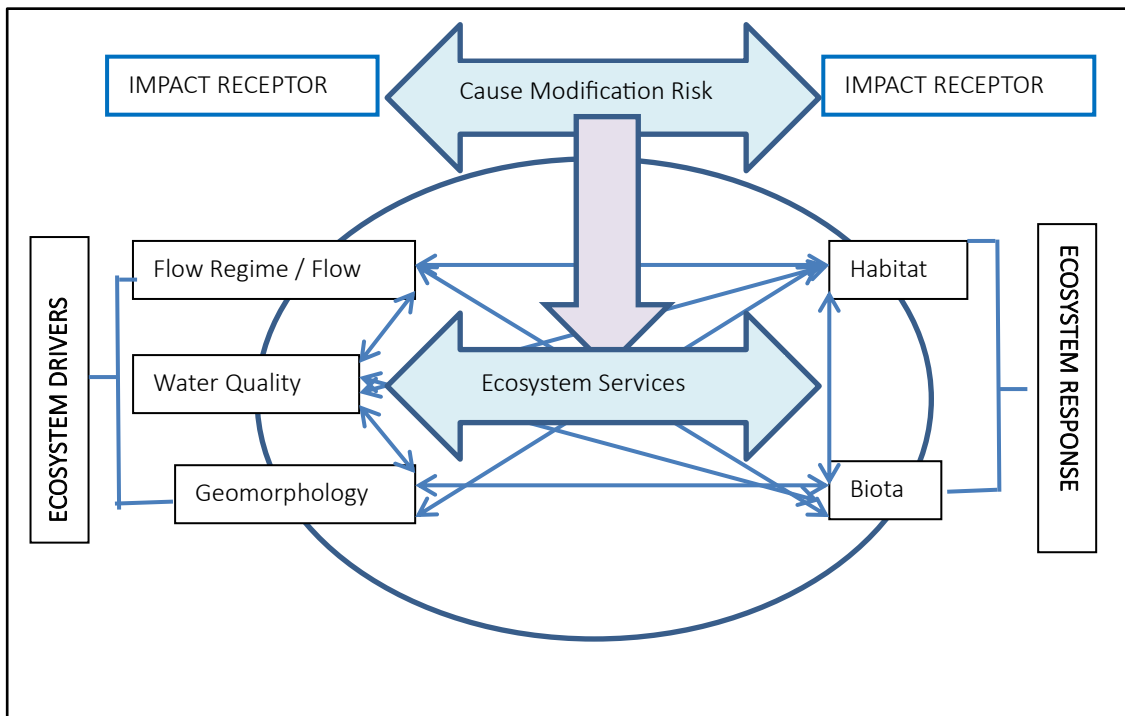 IMPACT RECEPTOR
Cause Modification Risk
IMPACT RECEPTOR
ECOSYSTEM DRIVERS
Flow Regime / Flow
Water Quality
Geomorphology
Ecosystem Services
Habitat
Biota
ECOSYSTEM RESPONSE